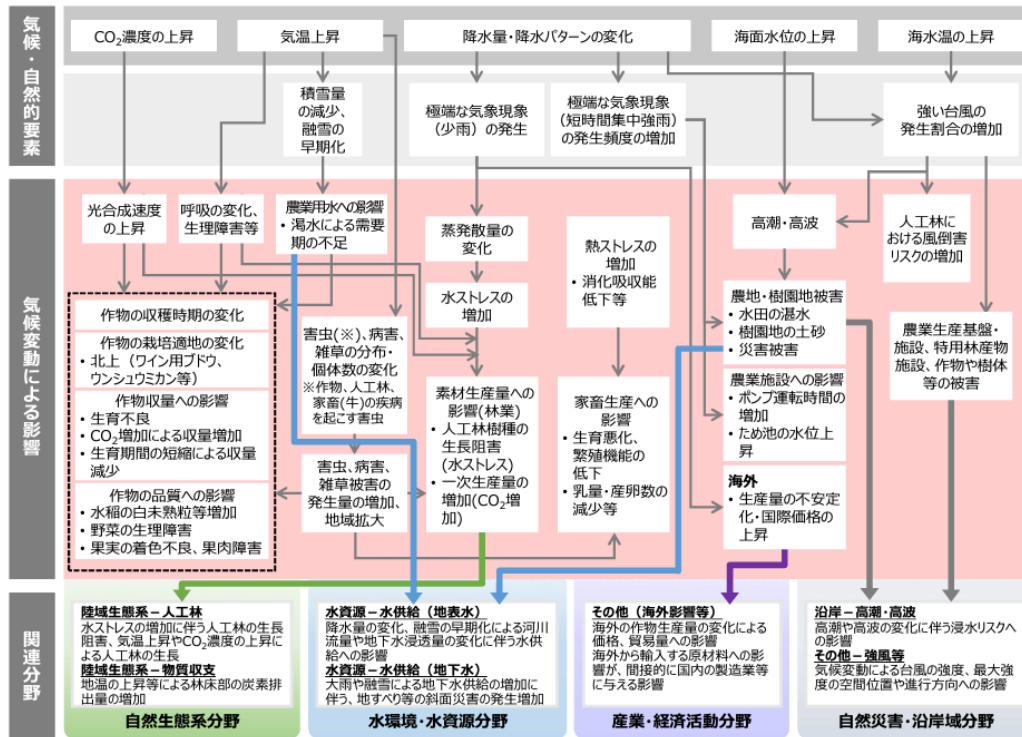 気候・自然的要素
CO₂濃度の上昇
気温上昇
降水量・降水パターンの変化
海面水位の上昇
海水温の上昇
積雪量
の減少、
融雪の
早期化
極端な気象現象
（少雨）の発生
極端な気象現象
（短時間集中強雨）
の発生頻度の増加
強い台風の
発生割合の増加
気候変動による影響
光合成速度
の上昇
呼吸の変化、
生理障害等
農業用水への影響
• 渇水による需要
期の不足
蒸発散量の
変化
熱ストレスの
増加
• 消化吸収能
低下等
高潮・高波
人工林に
おける風倒害
リスクの増加
水ストレスの
増加
作物の収穫時期の変化
作物の栽培適地の変化
• 北上（ワイン用ブドウ、
ウンシュウミカン等）
作物収量への影響
• 生育不良
• CO₂増加による収量増加
• 生育期間の短縮による収量
減少
作物の品質への影響
• 水稲の白未熟粒等増加
• 野菜の生理障害
• 果実の着色不良、果肉障害
害虫（※）、病害、
雑草の分布・
個体数の変化
※作物、人工林、
家畜(牛)の疾病
を起こす害虫
害虫、病害、
雑草被害の
発生量の増加、
地域拡大
素材生産量への
影響(林業)
• 人工林樹種の
生長阻害
(水ストレス)
• 一次生産量の
増加(CO₂増
加)
家畜生産への
影響
• 生育悪化、
繁殖機能の
低下
• 乳量・産卵数の
減少等
農地・樹園地被害
• 水田の湛水
• 樹園地の土砂
• 災害被害
農業施設への影響
• ポンプ運転時間の
増加
• ため池の水位上
昇
海外
• 生産量の不安定
化・国際価格の
上昇
農業生産基盤・
施設、特用林産物
施設、作物や樹体
等の被害
関連分野
陸域生態系－人工林
水ストレスの増加に伴う人工林の生長
阻害、気温上昇やCO₂濃度の上昇に
よる人工林の生長
陸域生態系－物質収支
地温の上昇等による林床部の炭素排
出量の増加
自然生態系分野
水資源－水供給（地表水）
降水量の変化、融雪の早期化による河川
流量や地下水浸透量の変化に伴う水供
給への影響
水資源－水供給（地下水）
大雨や融雪による地下水供給の増加に
伴う、地すべり等の斜面災害の発生増加
水環境・水資源分野
その他（海外影響等）
海外の作物生産量の変化による
価格、貿易量への影響
海外から輸入する原材料への影
響が、間接的に国内の製造業等
に与える影響
産業・経済活動分野
沿岸－高潮・高波
高潮や高波の変化に伴う浸水リスクへ
の影響
その他－強風等
気候変動による台風の強度、最大強
度の空間位置や進行方向への影響
自然災害・沿岸域分野